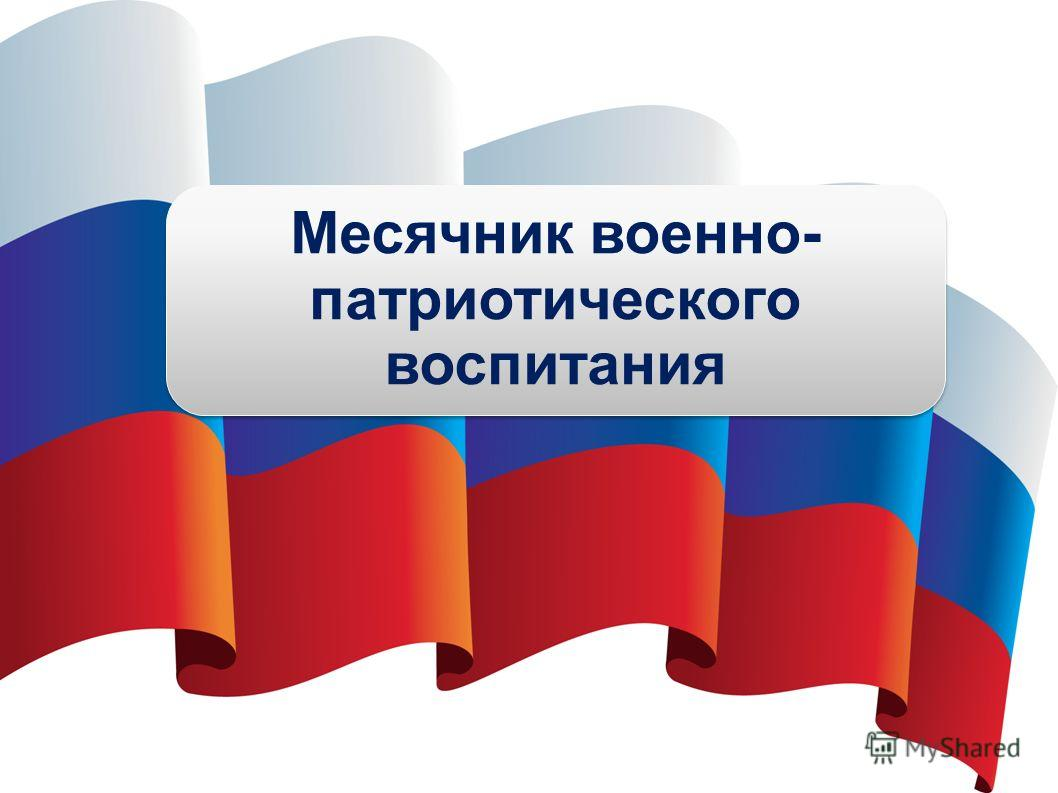 Месячник военно-
патриотического
воспитания
MyShared